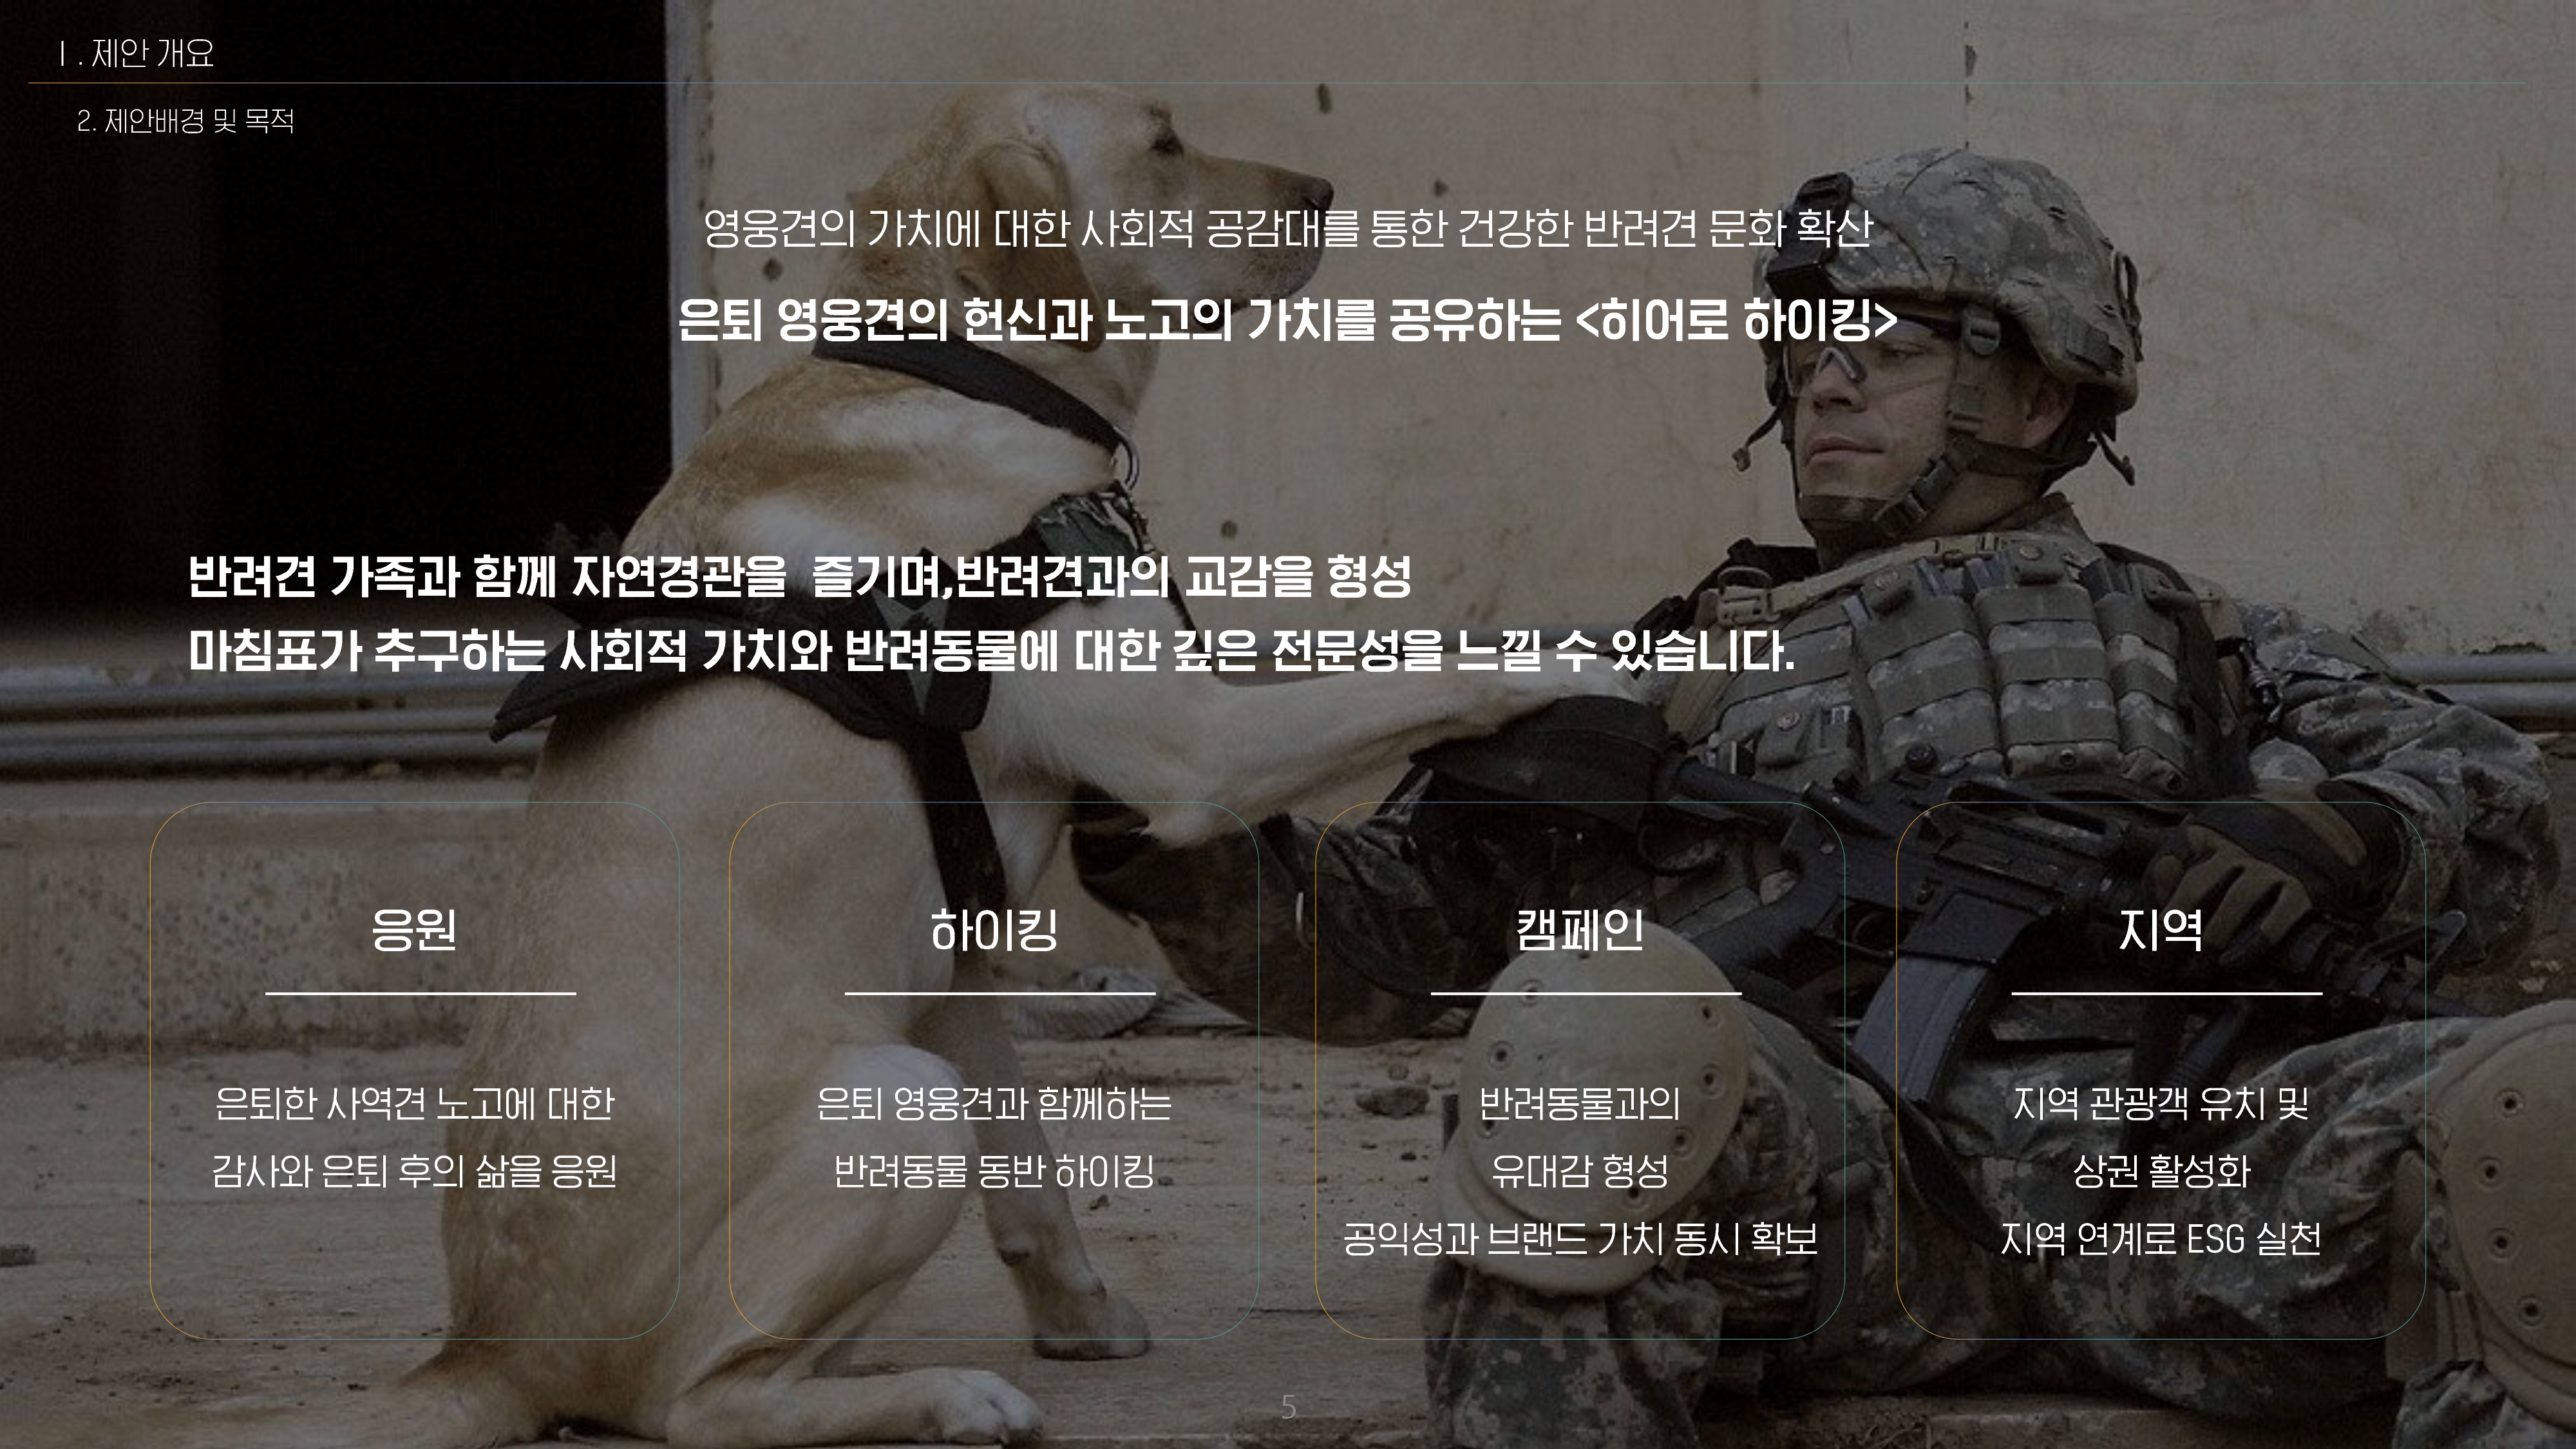 Ⅰ. 제안 개요
2. 제안배경 및 목적
영웅견의 가치에 대한 사회적 공감대를 통한 건강한 반려견 문화 확산
은퇴 영웅견의 헌신과 노고의 가치를 공유하는 <히어로 하이킹>
반려견 가족과 함께 자연경관을  즐기며,반려견과의 교감을 형성
마침표가 추구하는 사회적 가치와 반려동물에 대한 깊은 전문성을 느낄 수 있습니다.
응원
은퇴한 사역견 노고에 대한
감사와 은퇴 후의 삶을 응원
하이킹
은퇴 영웅견과 함께하는
반려동물 동반 하이킹
캠페인
반려동물과의
유대감 형성
공익성과 브랜드 가치 동시 확보
지역
지역 관광객 유치 및
상권 활성화
지역 연계로 ESG 실천
5